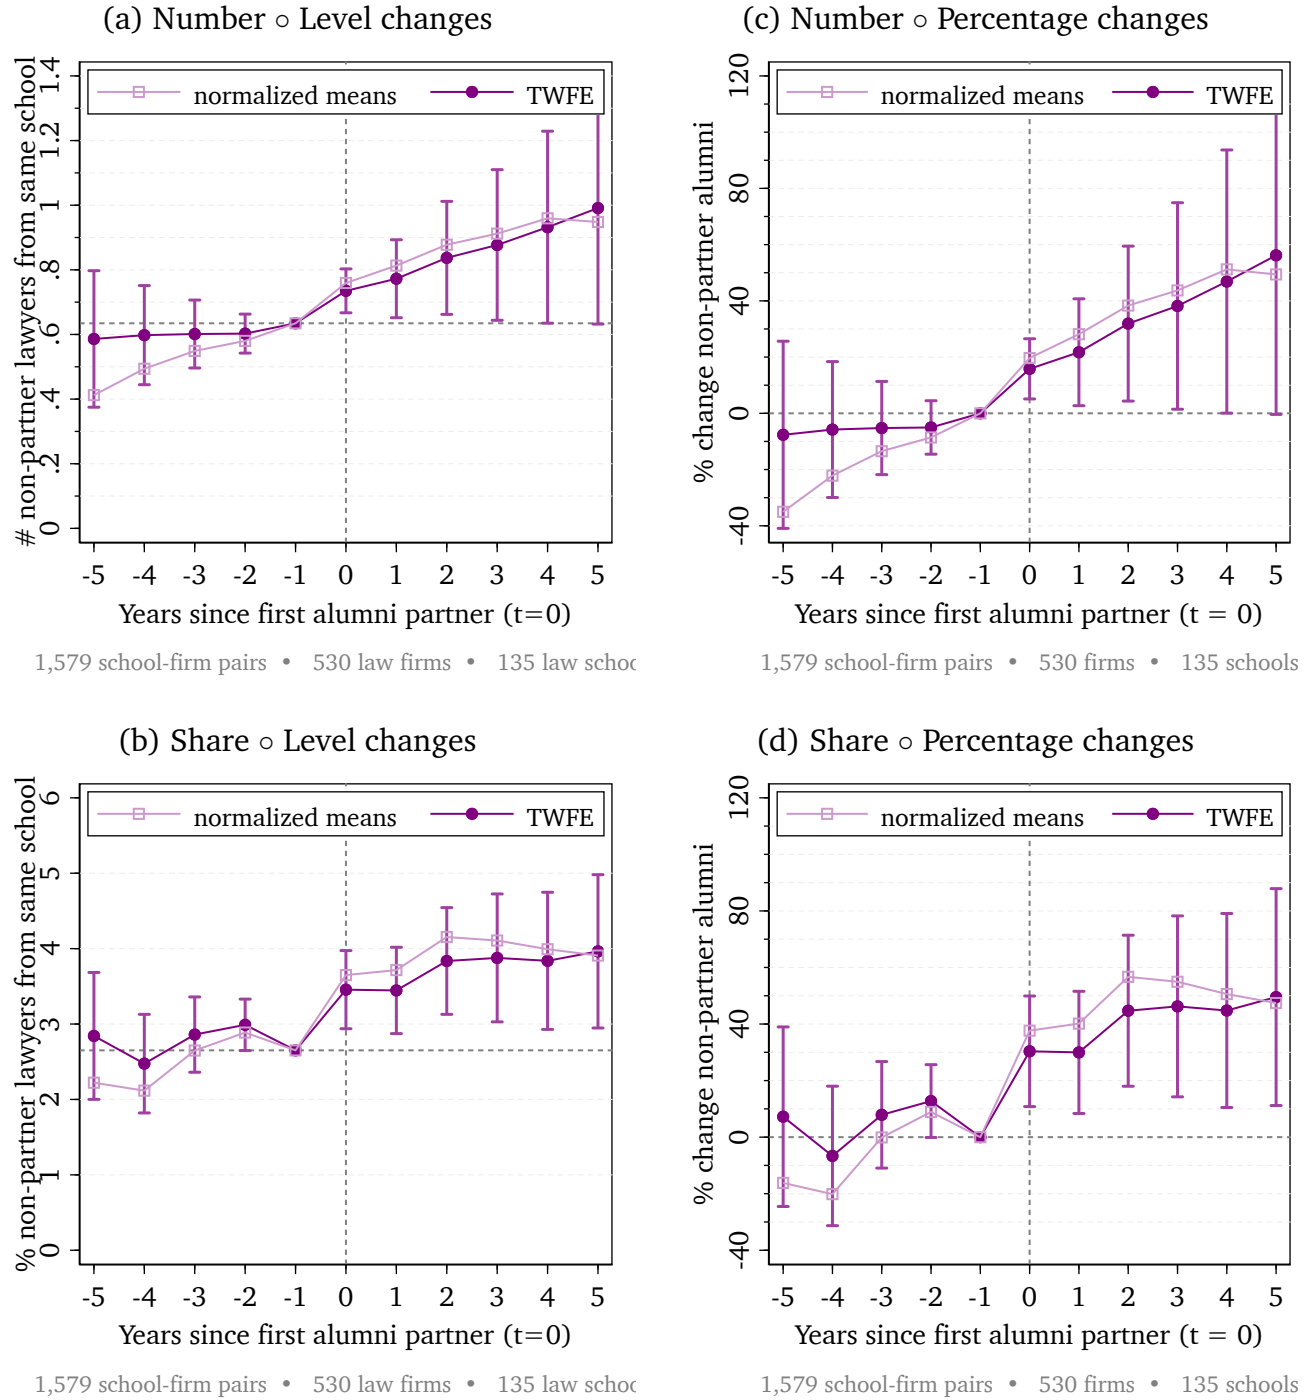 (a) Number ∘ Level changes
normalized means TWFE
# non-partner lawyers from same school
0 .2 .4 .6 .8 1 1.2 1.4
-5 -4 -3 -2 -1 0 1 2 3 4 5
Years since first alumni partner (t=0)
1,579 school-firm pairs • 530 law firms • 135 law schoc
(c) Number ∘ Percentage changes
normalized means TWFE
% change non-partner alumni
-40 0 40 80 120
-5 -4 -3 -2 -1 0 1 2 3 4 5
Years since first alumni partner (t = 0)
1,579 school-firm pairs • 530 firms • 135 schools
(b) Share ∘ Level changes
normalized means TWFE
% non-partner lawyers from same school
0 1 2 3 4 5 6
-5 -4 -3 -2 -1 0 1 2 3 4 5
Years since first alumni partner (t=0)
1,579 school-firm pairs • 530 law firms • 135 law schoc
(d) Share ∘ Percentage changes
normalized means TWFE
% change non-partner alumni
-40 0 40 80 120
-5 -4 -3 -2 -1 0 1 2 3 4 5
Years since first alumni partner (t = 0)
1,579 school-firm pairs • 530 firms • 135 schools